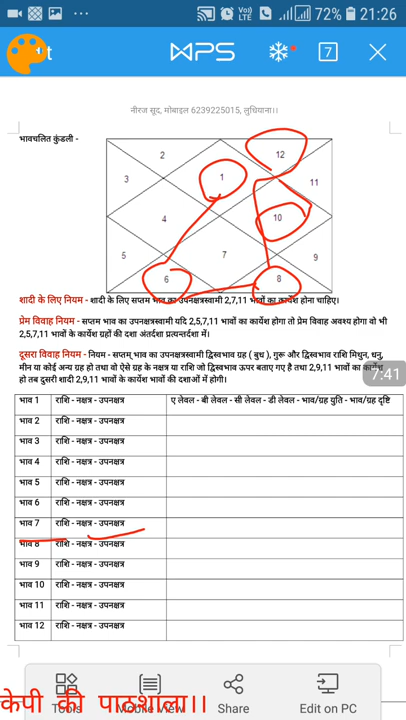 Vo) LTE 72% 21:26
WPS 7
नीरज सूद, मोबाइल 6239225015, लुधियाना।।
भावचलित कुंडली -
2 12
3 1 11
4 10
5 7 9
6 8
शादी के लिए नियम - शादी के लिए सप्तम भाव का उपनक्षत्रस्वामी 2,7,11 भावों का कार्येश होना चाहिए।
प्रेम विवाह नियम - सप्तम भाव का उपनक्षत्रस्वामी यदि 2,5,7,11 भावों का कार्येश होगा तो प्रेम विवाह अवश्य होगा वो भी
2,5,7,11 भावों के कार्येश ग्रहों की दशा अंतर्दशा प्रत्यन्तर्दशा में।
दूसरा विवाह नियम - नियम - सप्तम् भाव का उपनक्षत्रस्वामी द्विस्वभाव ग्रह ( बुध ), गुरू और द्विस्वभाव राशि मिथुन, धनु,
मीन या कोई अन्य ग्रह हो तथा वो ऐसे ग्रह के नक्षत्र या राशि जो द्विस्वभाव ऊपर बताए गए है तथा 2,9,11 भावों का कार्येश
हो तब दुसरी शादी 2,9,11 भावों के कार्येश भावों की दशाओं में होगी।
7:41
भाव 1 राशि - नक्षत्र - उपनक्षत्र ए लेवल - बी लेवल - सी लेवल - डी लेवल - भाव/ग्रह युति - भाव/ग्रह दृष्टि
भाव 2 राशि - नक्षत्र - उपनक्षत्र
भाव 3 राशि - नक्षत्र - उपनक्षत्र
भाव 4 राशि - नक्षत्र - उपनक्षत्र
भाव 5 राशि - नक्षत्र - उपनक्षत्र
भाव 6 राशि - नक्षत्र - उपनक्षत्र
भाव 7 राशि - नक्षत्र - उपनक्षत्र
भाव 8 राशि - नक्षत्र - उपनक्षत्र
भाव 9 राशि - नक्षत्र - उपनक्षत्र
भाव 10 राशि - नक्षत्र - उपनक्षत्र
भाव 11 राशि - नक्षत्र - उपनक्षत्र
भाव 12 राशि - नक्षत्र - उपनक्षत्र
Tools Mobile View Share Edit on PC
केपी की पाठशाला।।